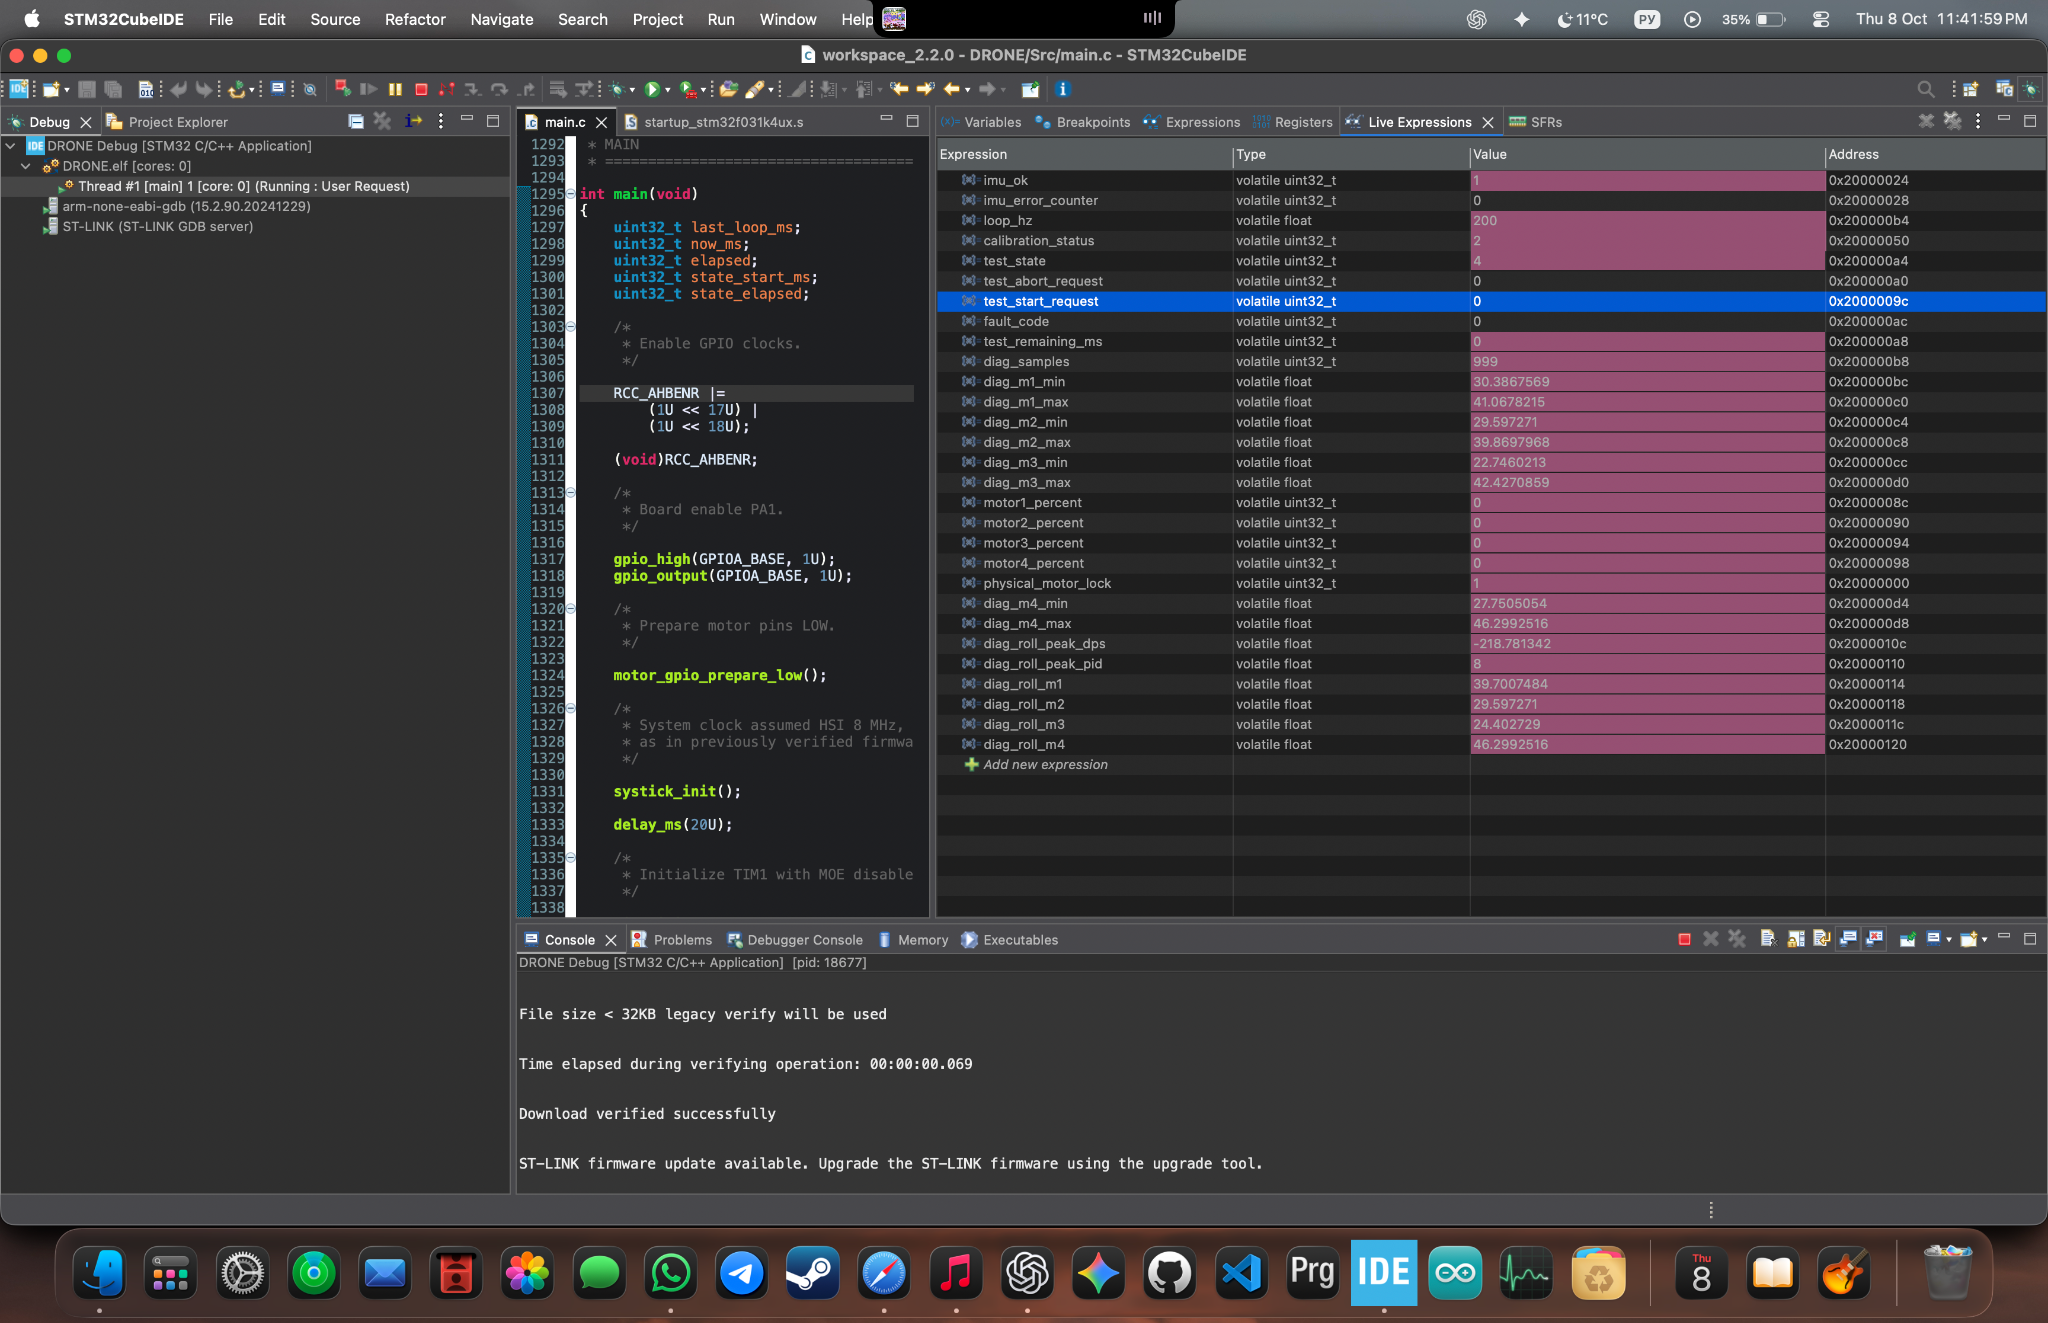 STM32CubeIDE File Edit Source Refactor Navigate Search Project Run Window Help 11°C РУ 35% Thu 8 Oct 11:41:59 PM
workspace_2.2.0 - DRONE/Src/main.c - STM32CubeIDE
Debug Project Explorer
IDE DRONE Debug [STM32 C/C++ Application]
DRONE.elf [cores: 0]
Thread #1 [main] 1 [core: 0] (Running : User Request)
arm-none-eabi-gdb (15.2.90.20241229)
ST-LINK (ST-LINK GDB server)
main.c startup_stm32f031k4ux.s
1292 * MAIN
1293 * ====================================
1294
1295 int main(void)
1296 {
1297 uint32_t last_loop_ms;
1298 uint32_t now_ms;
1299 uint32_t elapsed;
1300 uint32_t state_start_ms;
1301 uint32_t state_elapsed;
1302
1303 /*
1304 * Enable GPIO clocks.
1305 */
1306
1307 RCC_AHBENR |=
1308 (1U << 17U) |
1309 (1U << 18U);
1310
1311 (void)RCC_AHBENR;
1312
1313 /*
1314 * Board enable PA1.
1315 */
1316
1317 gpio_high(GPIOA_BASE, 1U);
1318 gpio_output(GPIOA_BASE, 1U);
1319
1320 /*
1321 * Prepare motor pins LOW.
1322 */
1323
1324 motor_gpio_prepare_low();
1325
1326 /*
1327 * System clock assumed HSI 8 MHz,
1328 * as in previously verified firmwa
1329 */
1330
1331 systick_init();
1332
1333 delay_ms(20U);
1334
1335 /*
1336 * Initialize TIM1 with MOE disable
1337 */
1338
Variables Breakpoints Expressions Registers Live Expressions SFRs
Expression Type Value Address
imu_ok volatile uint32_t 1 0x20000024
imu_error_counter volatile uint32_t 0 0x20000028
loop_hz volatile float 200 0x200000b4
calibration_status volatile uint32_t 2 0x20000050
test_state volatile uint32_t 4 0x200000a4
test_abort_request volatile uint32_t 0 0x200000a0
test_start_request volatile uint32_t 0 0x2000009c
fault_code volatile uint32_t 0 0x200000ac
test_remaining_ms volatile uint32_t 0 0x200000a8
diag_samples volatile uint32_t 999 0x200000b8
diag_m1_min volatile float 30.3867569 0x200000bc
diag_m1_max volatile float 41.0678215 0x200000c0
diag_m2_min volatile float 29.597271 0x200000c4
diag_m2_max volatile float 39.8697968 0x200000c8
diag_m3_min volatile float 22.7460213 0x200000cc
diag_m3_max volatile float 42.4270859 0x200000d0
motor1_percent volatile uint32_t 0 0x2000008c
motor2_percent volatile uint32_t 0 0x20000090
motor3_percent volatile uint32_t 0 0x20000094
motor4_percent volatile uint32_t 0 0x20000098
physical_motor_lock volatile uint32_t 1 0x20000000
diag_m4_min volatile float 27.7505054 0x200000d4
diag_m4_max volatile float 46.2992516 0x200000d8
diag_roll_peak_dps volatile float -218.781342 0x2000010c
diag_roll_peak_pid volatile float 8 0x20000110
diag_roll_m1 volatile float 39.7007484 0x20000114
diag_roll_m2 volatile float 29.597271 0x20000118
diag_roll_m3 volatile float 24.402729 0x2000011c
diag_roll_m4 volatile float 46.2992516 0x20000120
Add new expression
Console Problems Debugger Console Memory Executables
DRONE Debug [STM32 C/C++ Application] [pid: 18677]
File size < 32KB legacy verify will be used
Time elapsed during verifying operation: 00:00:00.069
Download verified successfully
ST-LINK firmware update available. Upgrade the ST-LINK firmware using the upgrade tool.
Prg IDE Thu 8